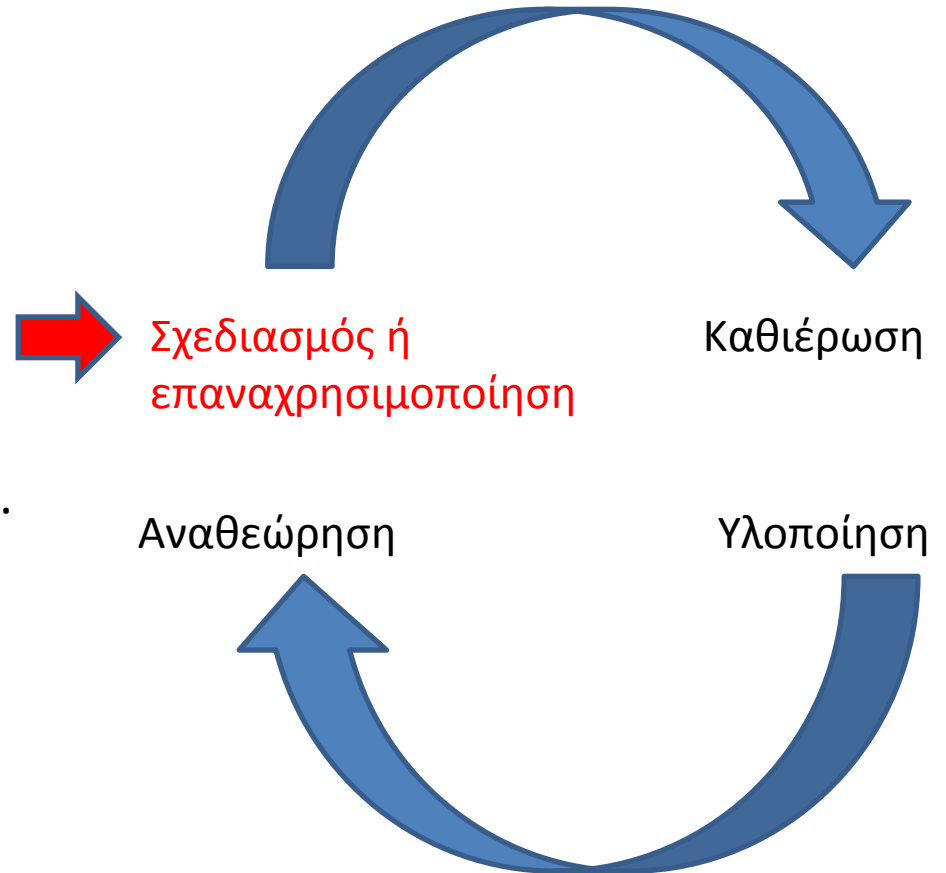 Σχεδιασμός ή
επαναχρησιμοποίηση
Καθιέρωση
.
Αναθεώρηση
Υλοποίηση